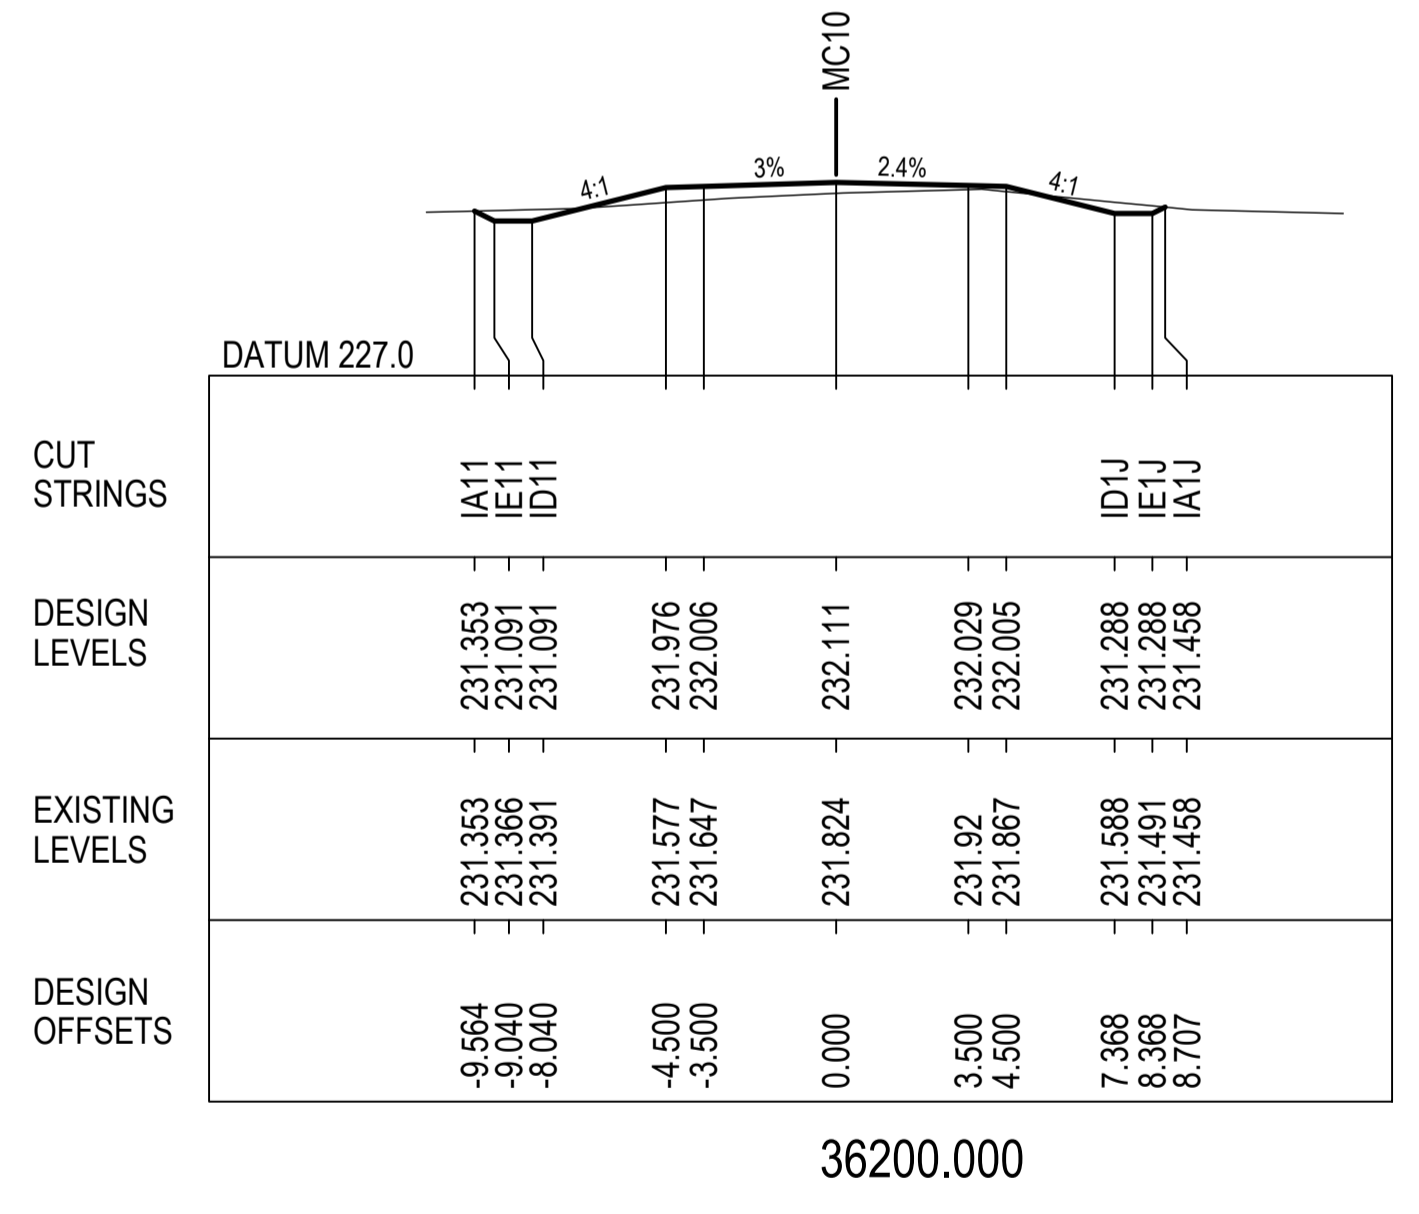 MC10
4:1
3%
2.4%
4:1
DATUM 227.0
CUT
STRINGS
IA11
IE11
ID11
ID1J
IE1J
IA1J
DESIGN
LEVELS
231.353
231.091
231.091
231.976
232.006
232.111
232.029
232.005
231.288
231.288
231.458
EXISTING
LEVELS
231.353
231.366
231.391
231.577
231.647
231.824
231.92
231.867
231.588
231.491
231.458
DESIGN
OFFSETS
-9.564
-9.040
-8.040
-4.500
-3.500
0.000
3.500
4.500
7.368
8.368
8.707
36200.000